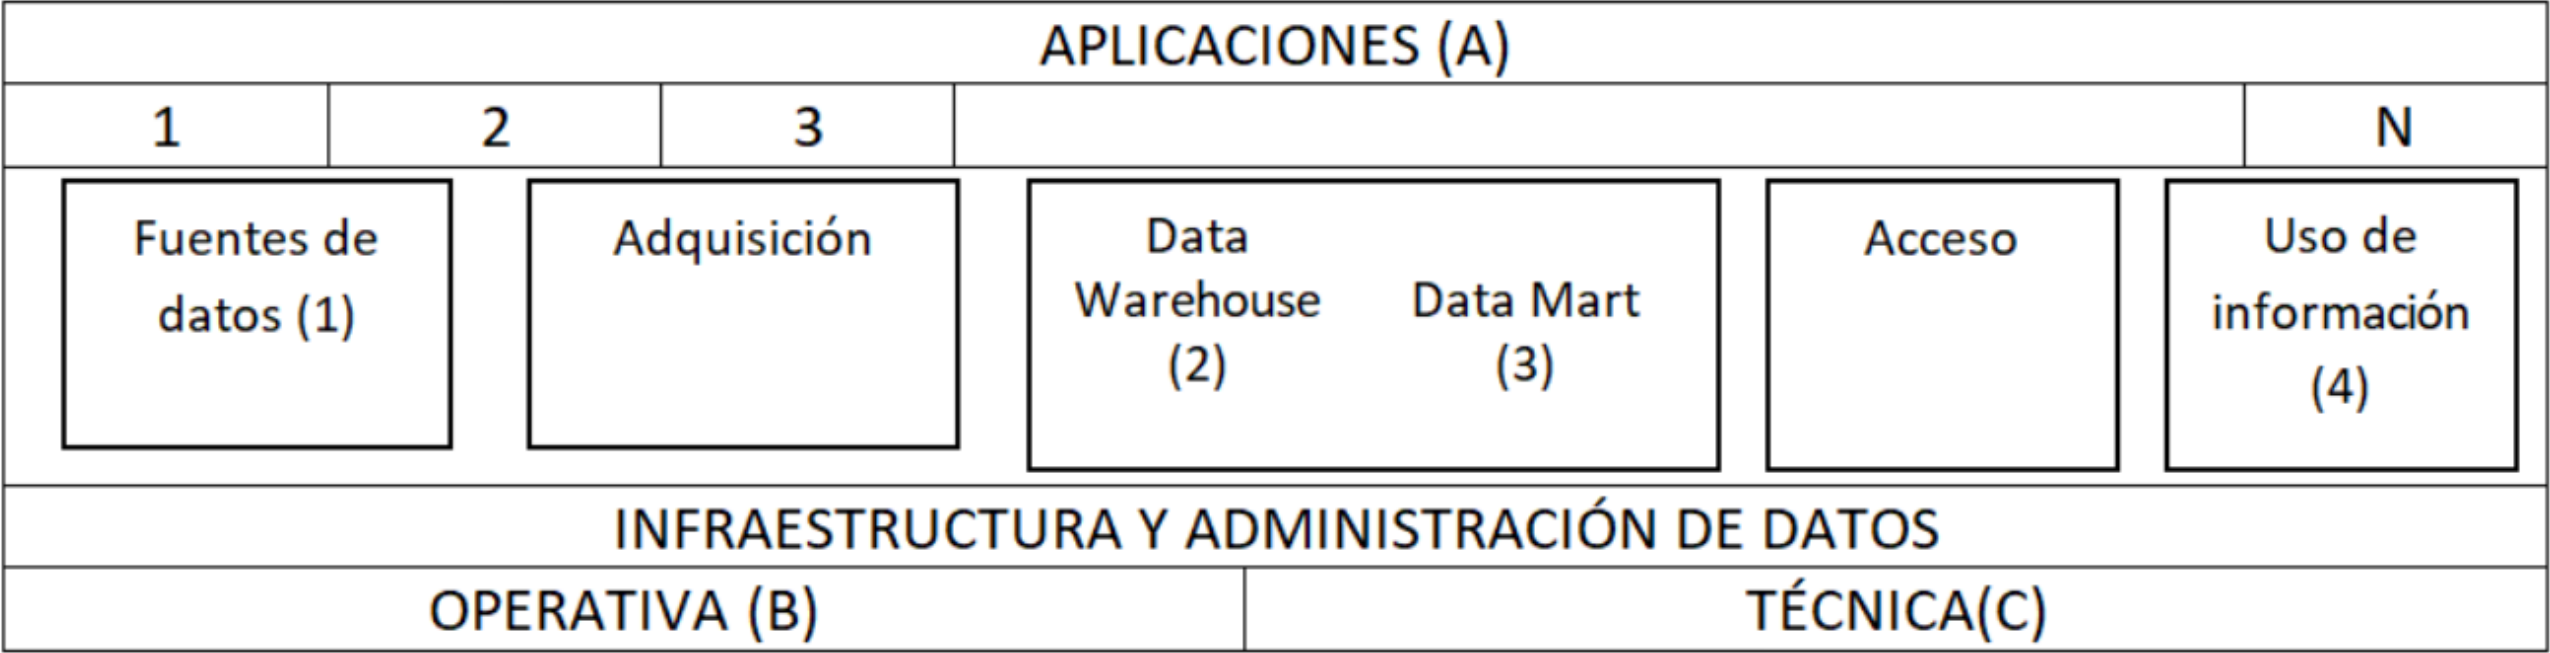 APLICACIONES (A)
1 2 3 N
Fuentes de
datos (1)
Adquisición
Data
Warehouse
(2)
Data Mart
(3)
Acceso
Uso de
información
(4)
INFRAESTRUCTURA Y ADMINISTRACIÓN DE DATOS
OPERATIVA (B) TÉCNICA(C)